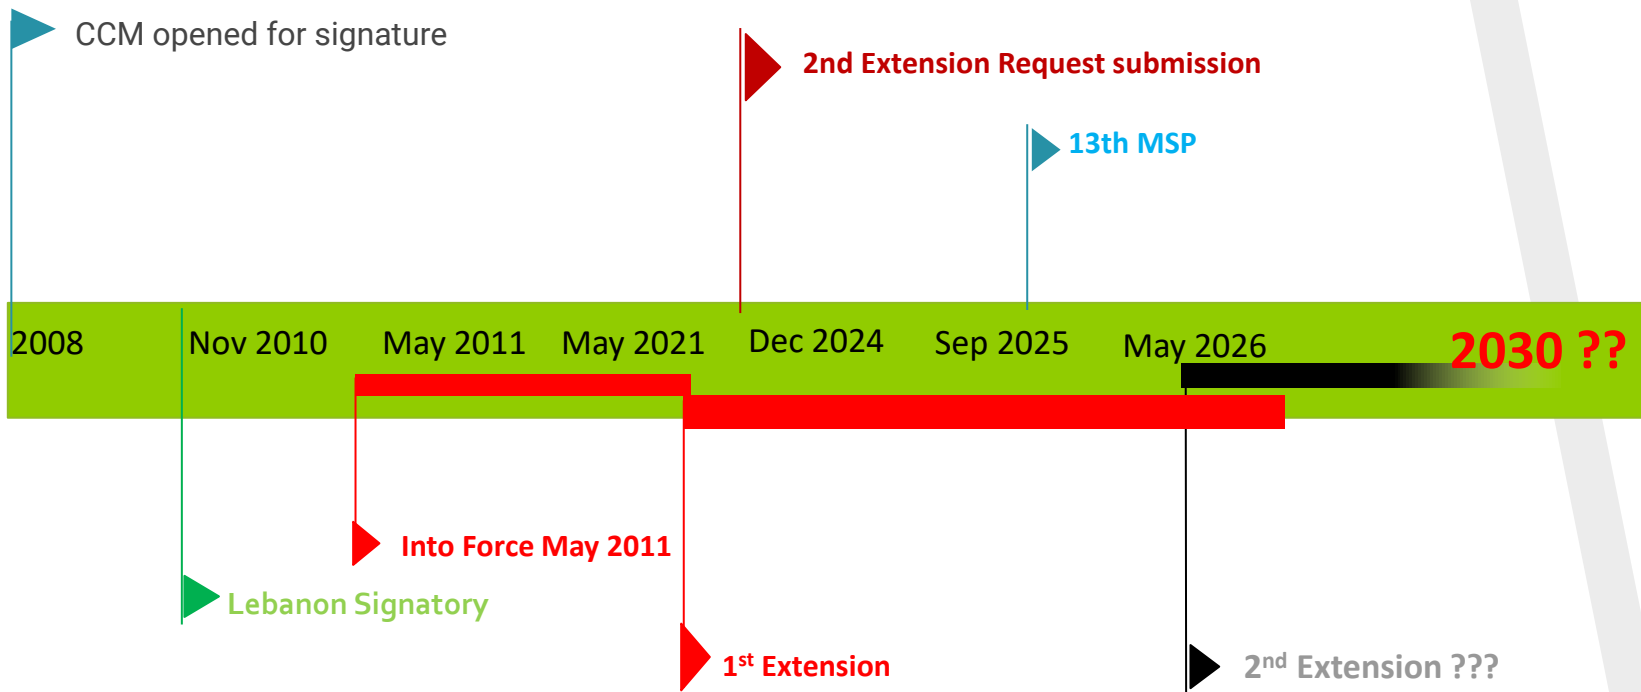 CCM opened for signature
2nd Extension Request submission
13th MSP
2008
Nov 2010
May 2011
May 2021
Dec 2024
Sep 2025
May 2026
2030 ??
Into Force May 2011
Lebanon Signatory
1st Extension
2nd Extension ???